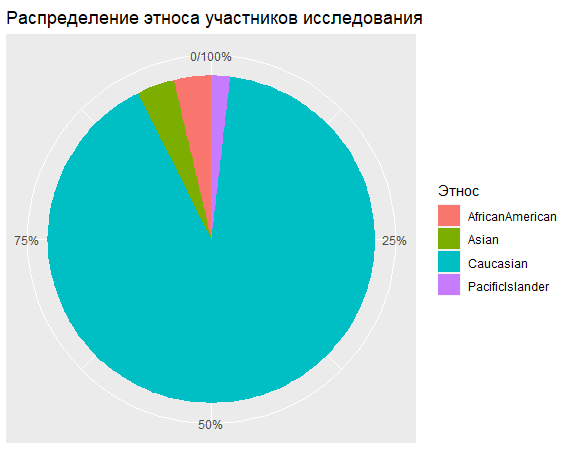 Распределение этноса участников исследования
0/100%
75%
25%
50%
Этнос
AfricanAmerican
Asian
Caucasian
PacificIslander